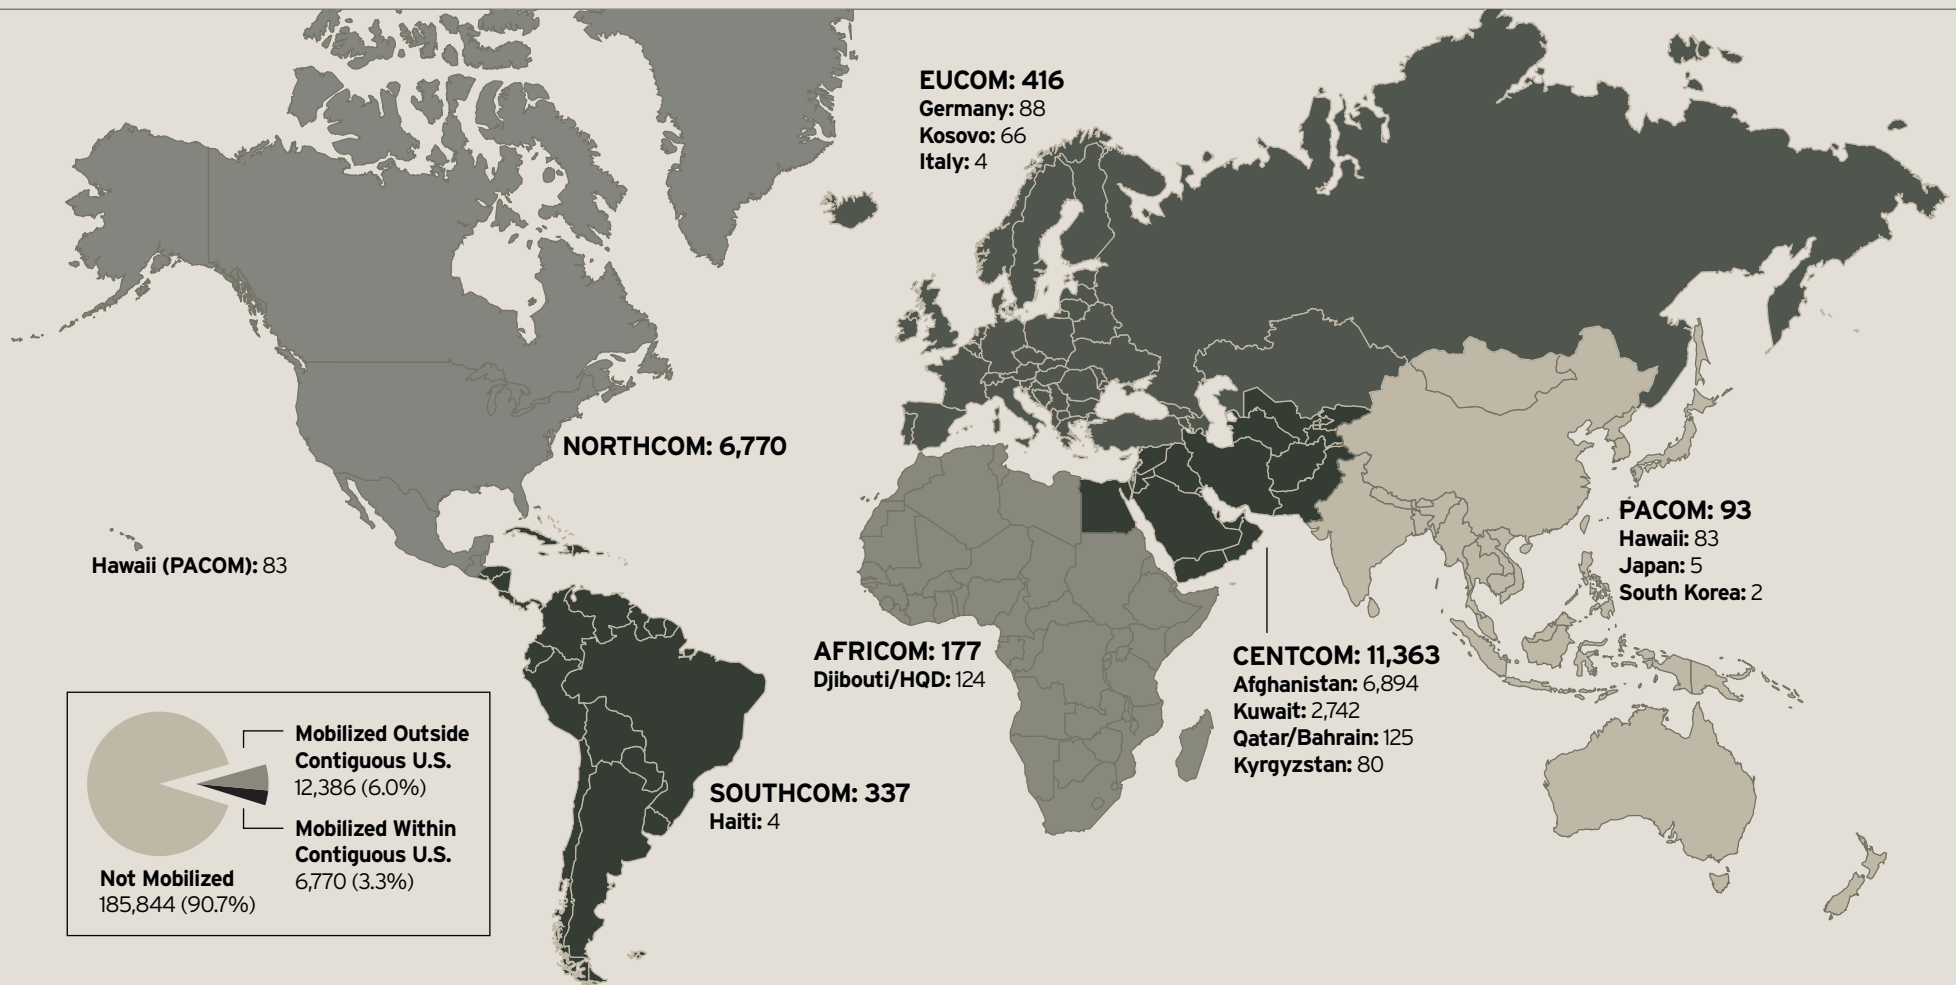 EUCOM: 416
Germany: 88
Kosovo: 66
Italy: 4
NORTHCOM: 6,770
Hawaii (PACOM): 83
PACOM: 93
Hawaii: 83
Japan: 5
South Korea: 2
AFRICOM: 177
Djibouti/HQD: 124
CENTCOM: 11,363
Afghanistan: 6,894
Kuwait: 2,742
Qatar/Bahrain: 125
Kyrgyzstan: 80
SOUTHCOM: 337
Haiti: 4
Mobilized Outside
Contiguous U.S.
12,386 (6.0%)
Mobilized Within
Contiguous U.S.
6,770 (3.3%)
Not Mobilized
185,844 (90.7%)